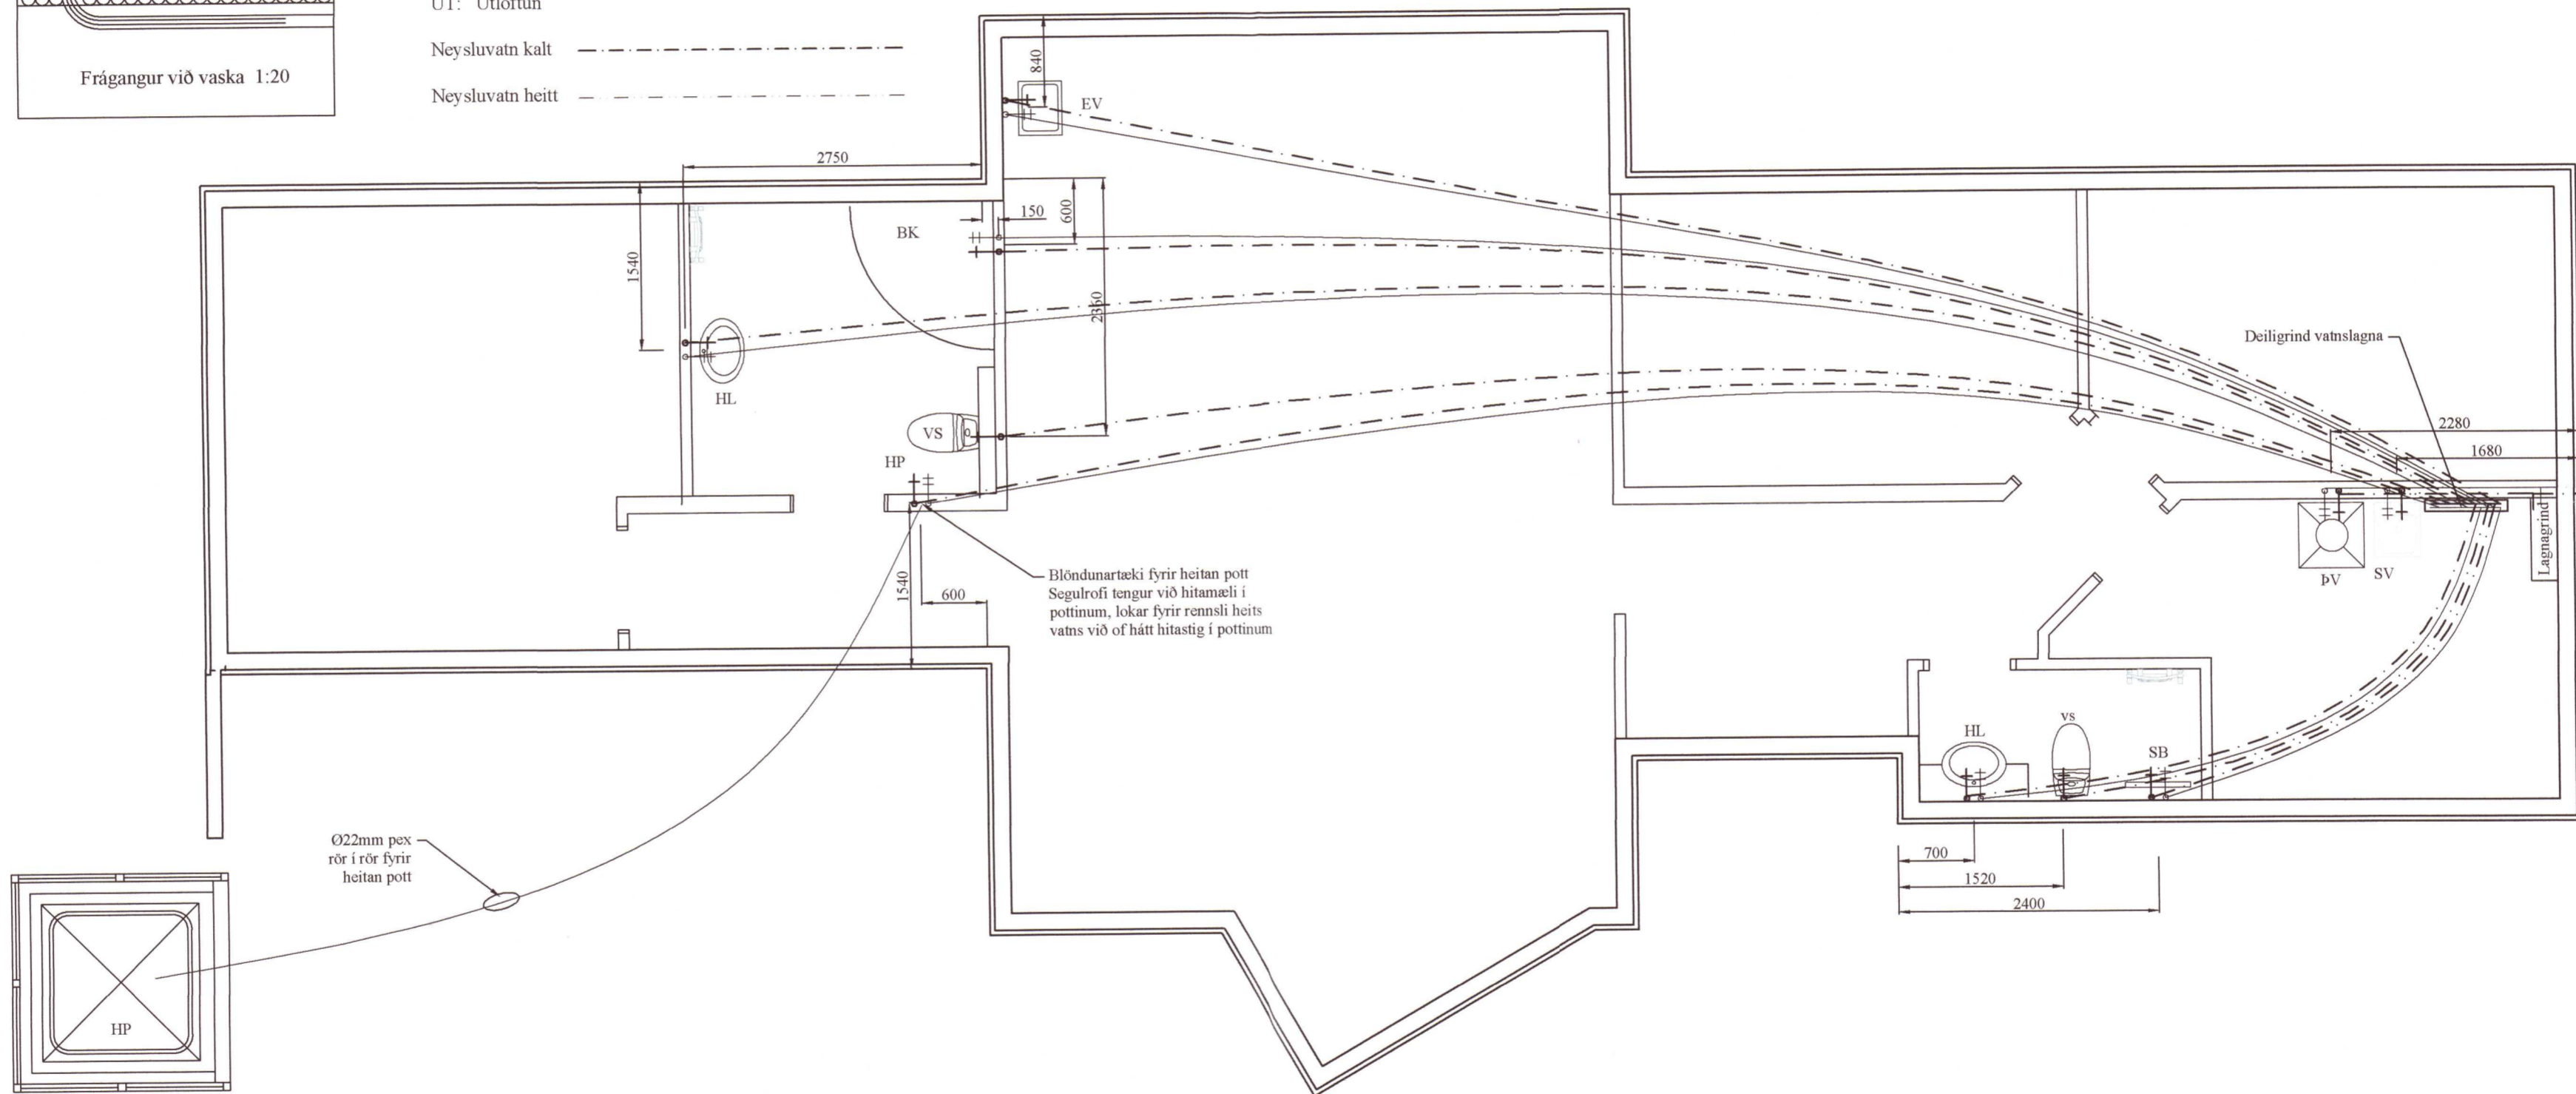 ÚT: Útloftun
Neysluvatn kalt
Neysluvatn heitt
Frágangur við vaska 1:20
840
EV
2750
150
600
BK
1540
2360
HL
VS
HP
Deiligrind vatnslagna
2280
1680
Lagnagrind
ÞV
SV
1540
600
Blöndunartæki fyrir heitan pott
Segulrofi tengur við hitamæli í
pottinum, lokar fyrir rennsli heits
vatns við of hátt hitastig í pottinum
HL
vs
SB
Ø22mm pex
rör í rör fyrir
heitan pott
700
1520
2400
HP